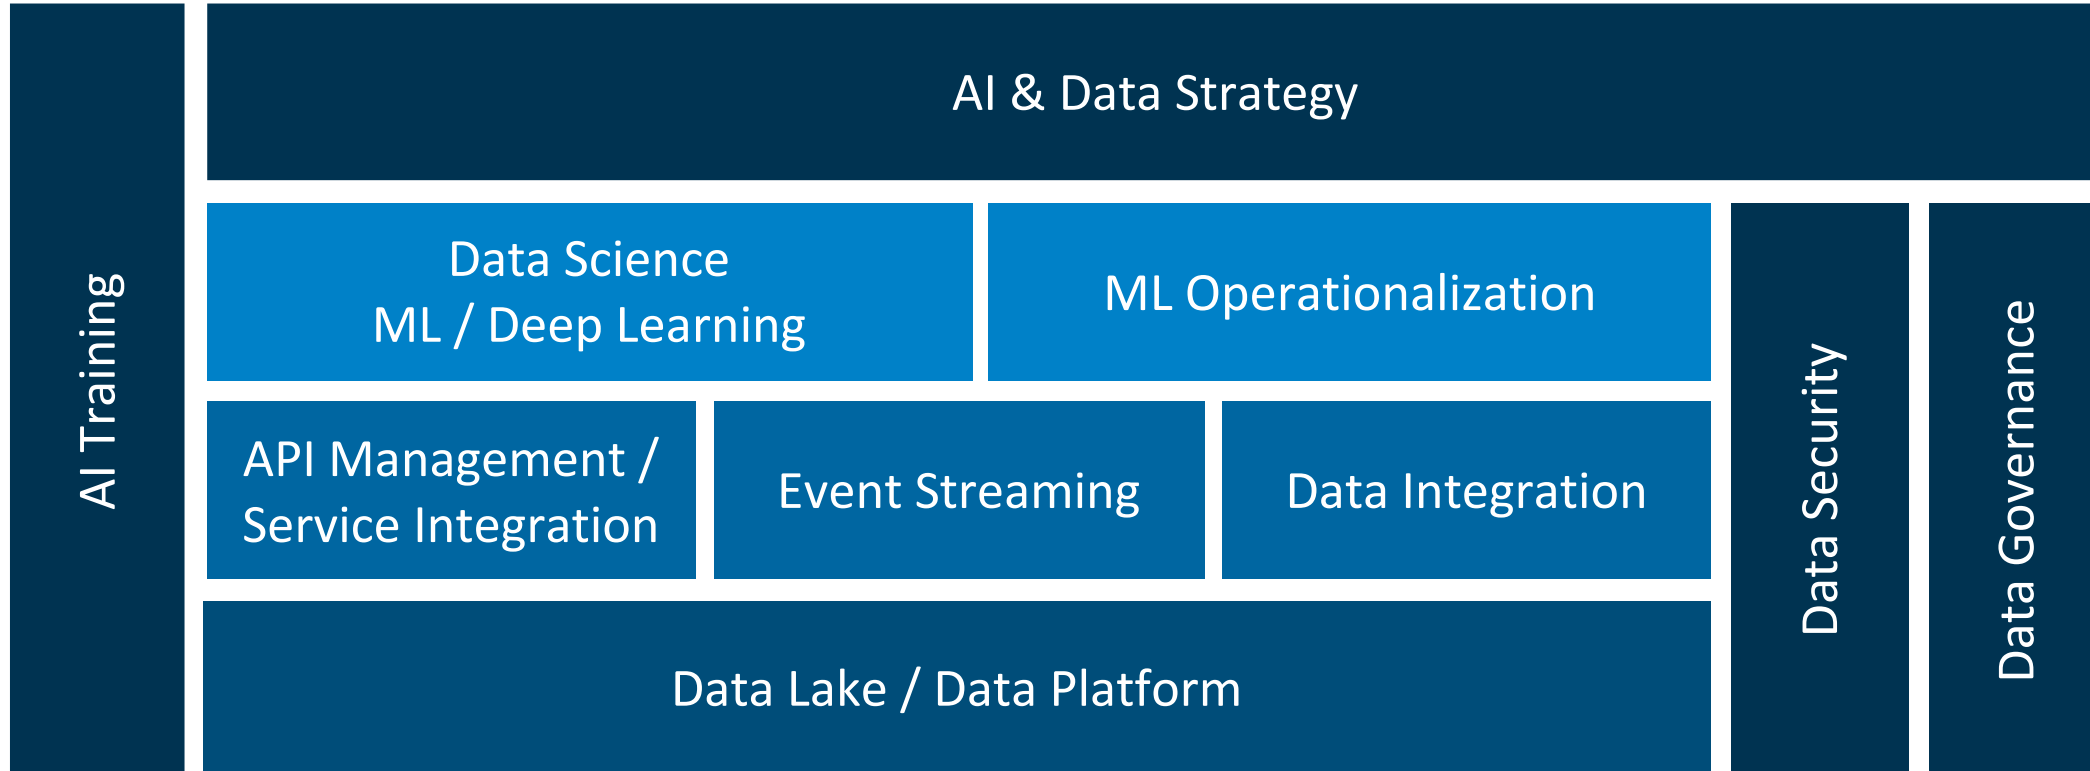 AI Training
AI & Data Strategy
Data Science
ML / Deep Learning
ML Operationalization
API Management /
Service Integration
Event Streaming
Data Integration
Data Lake / Data Platform
Data Security
Data Governance